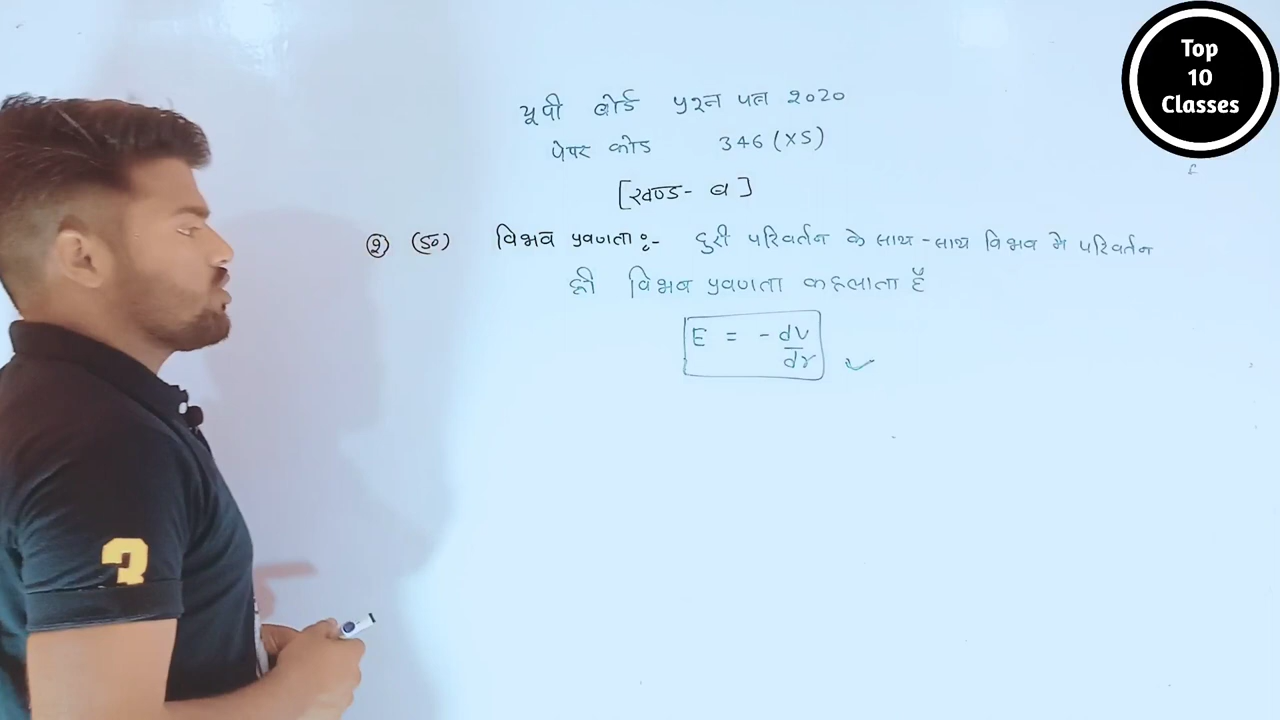 Top
10
Classes
यूपी बोर्ड प्रश्न पत्र २०२०
पेपर कोड 346 (XS)
[खण्ड- ब]
② (क) विभव प्रवणता :- दुरी परिवर्तन के साथ-साथ विभव मे परिवर्तन
ही विभव प्रवणता कहलाता है
E = -dV/dr